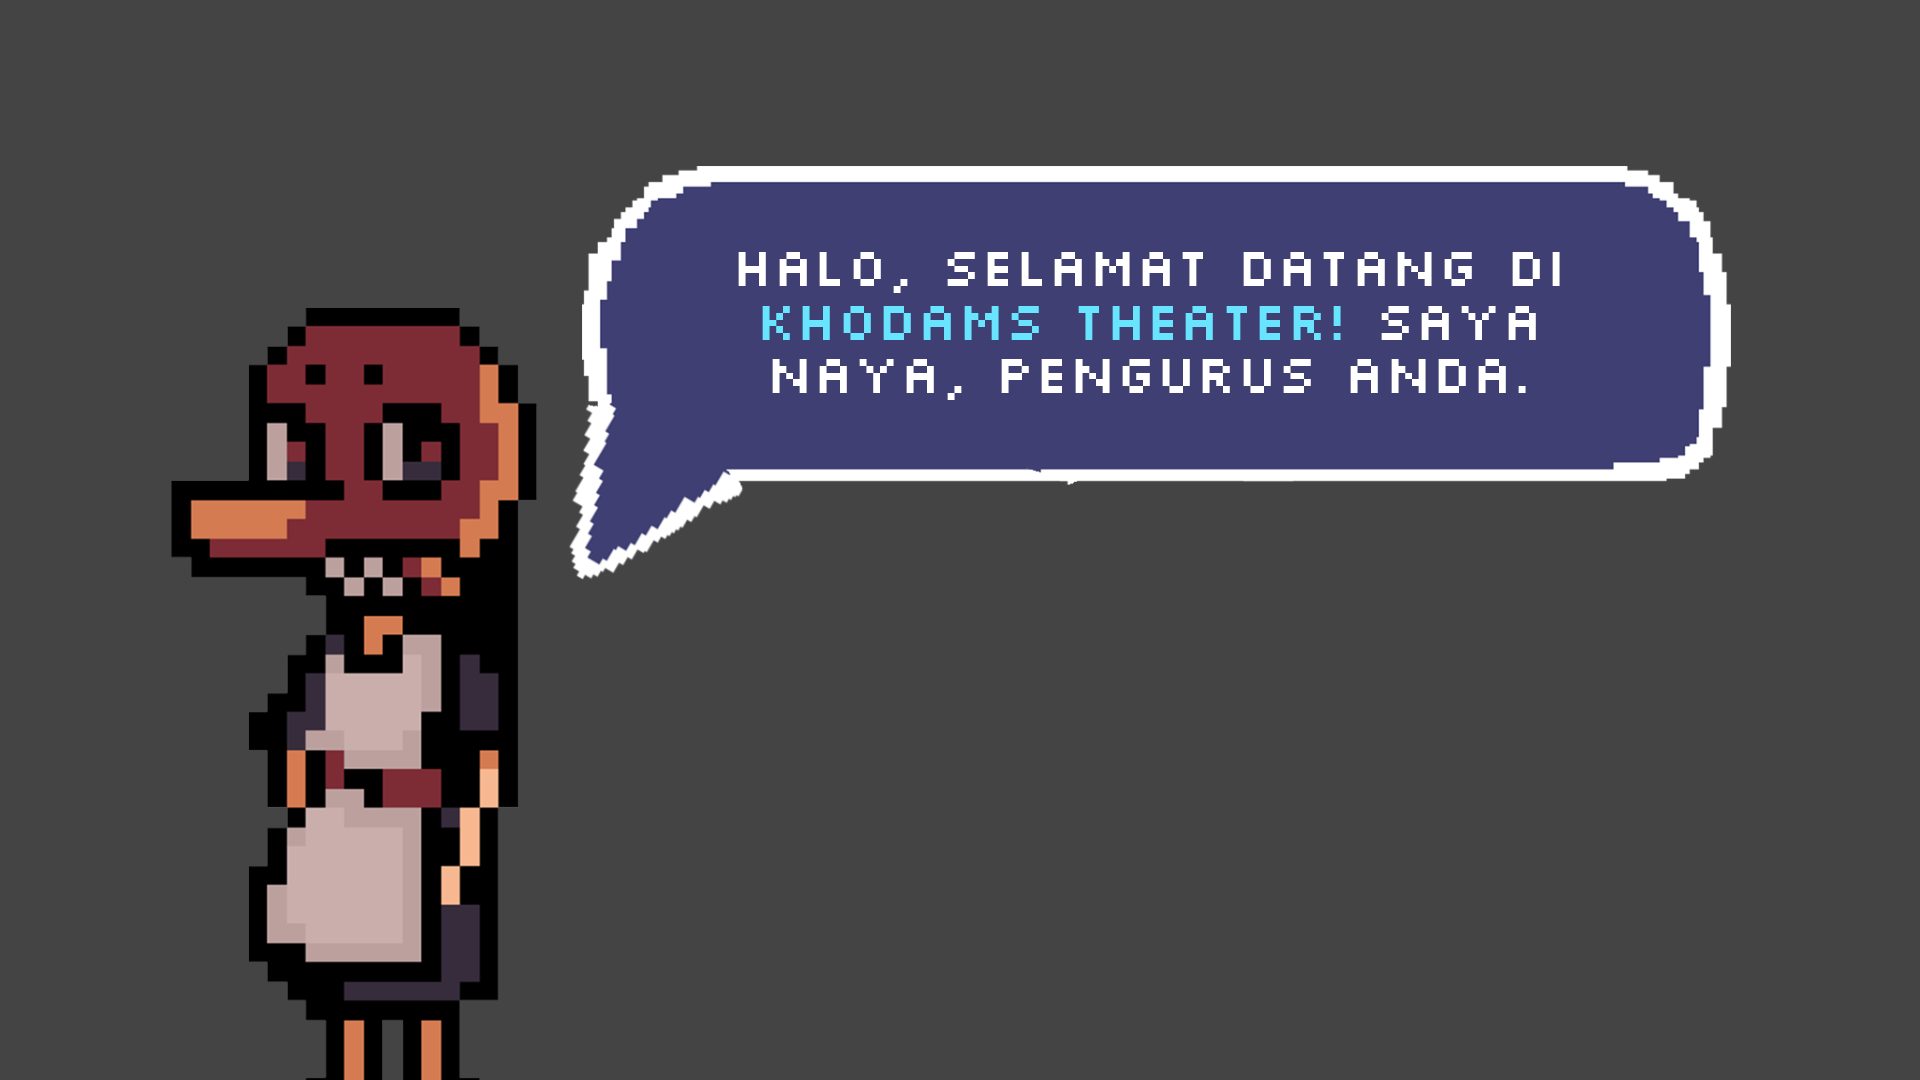 HALO, SELAMAT DATANG DI
KHODAMS THEATER! SAYA
NAYA, PENGURUS ANDA.